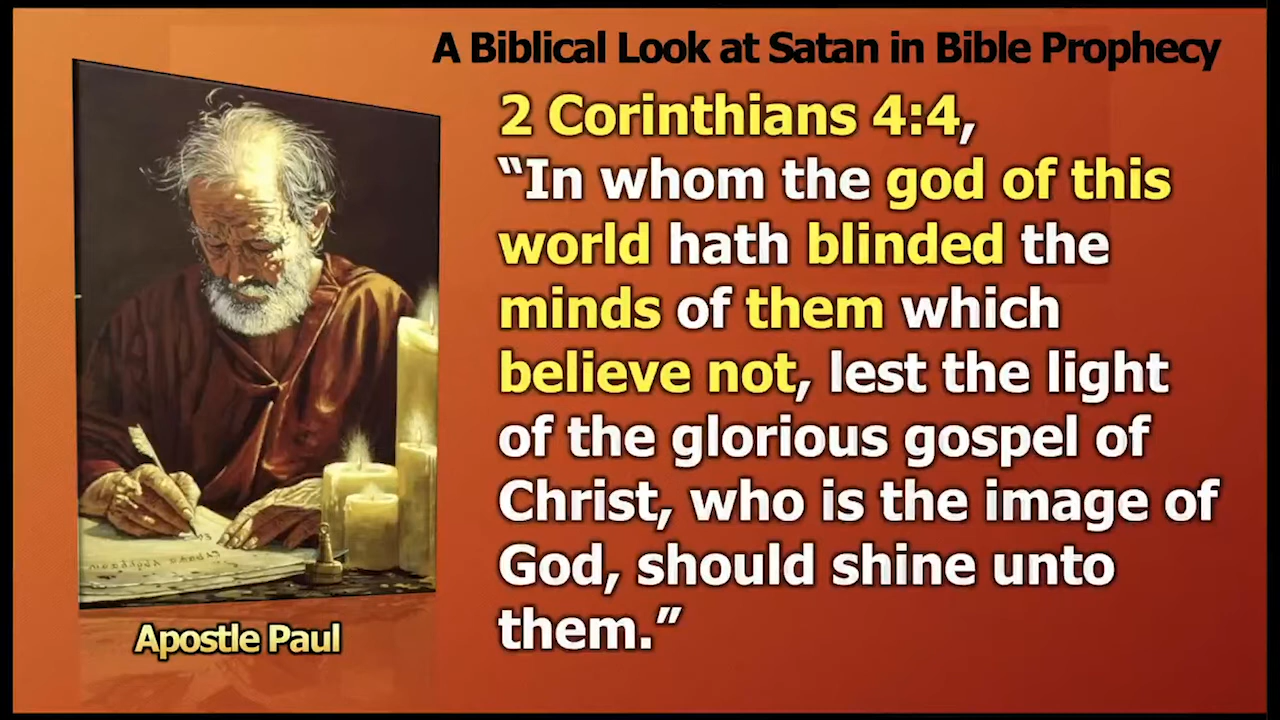 A Biblical Look at Satan in Bible Prophecy
2 Corinthians 4:4,
“In whom the god of this
world hath blinded the
minds of them which
believe not, lest the light
of the glorious gospel of
Christ, who is the image of
God, should shine unto
them.”
Apostle Paul